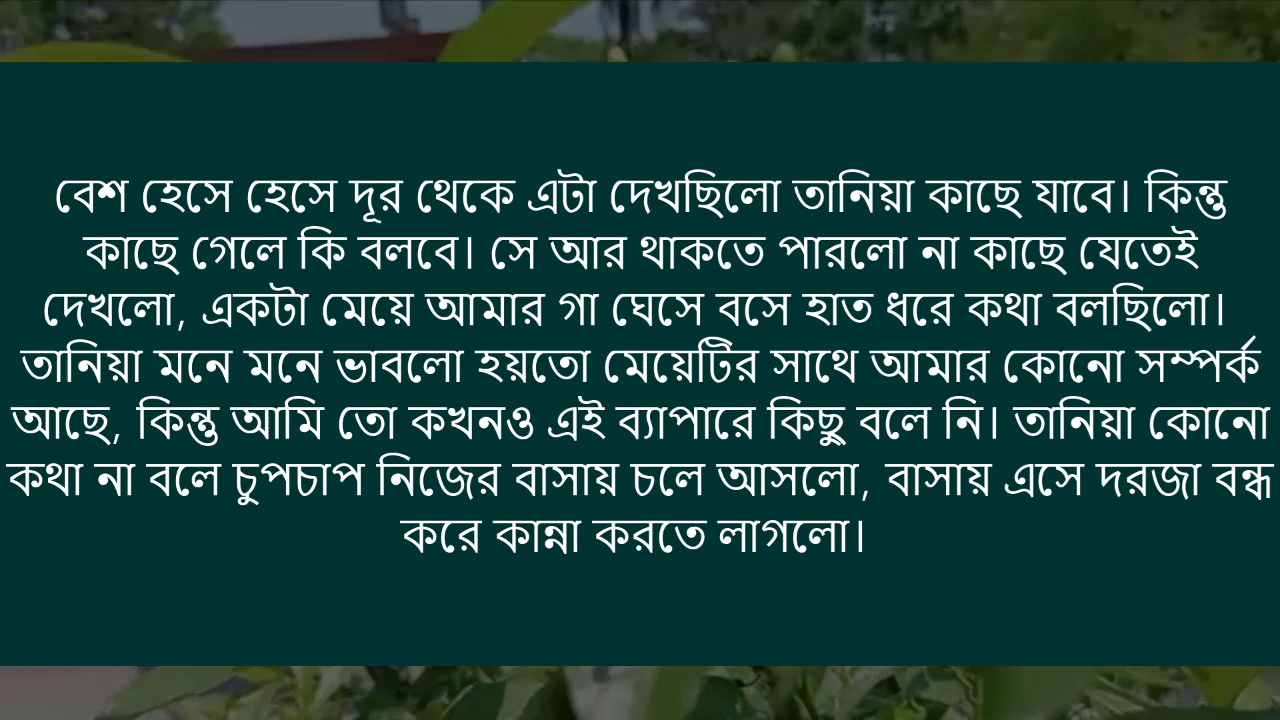 বেশ হেসে হেসে দূর থেকে এটা দেখছিলো তানিয়া কাছে যাবে। কিন্তু
কাছে গেলে কি বলবে। সে আর থাকতে পারলো না কাছে যেতেই
দেখলো, একটা মেয়ে আমার গা ঘেসে বসে হাত ধরে কথা বলছিলো।
তানিয়া মনে মনে ভাবলো হয়তো মেয়েটির সাথে আমার কোনো সম্পর্ক
আছে, কিন্তু আমি তো কখনও এই ব্যাপারে কিছু বলে নি। তানিয়া কোনো
কথা না বলে চুপচাপ নিজের বাসায় চলে আসলো, বাসায় এসে দরজা বন্ধ
করে কান্না করতে লাগলো।